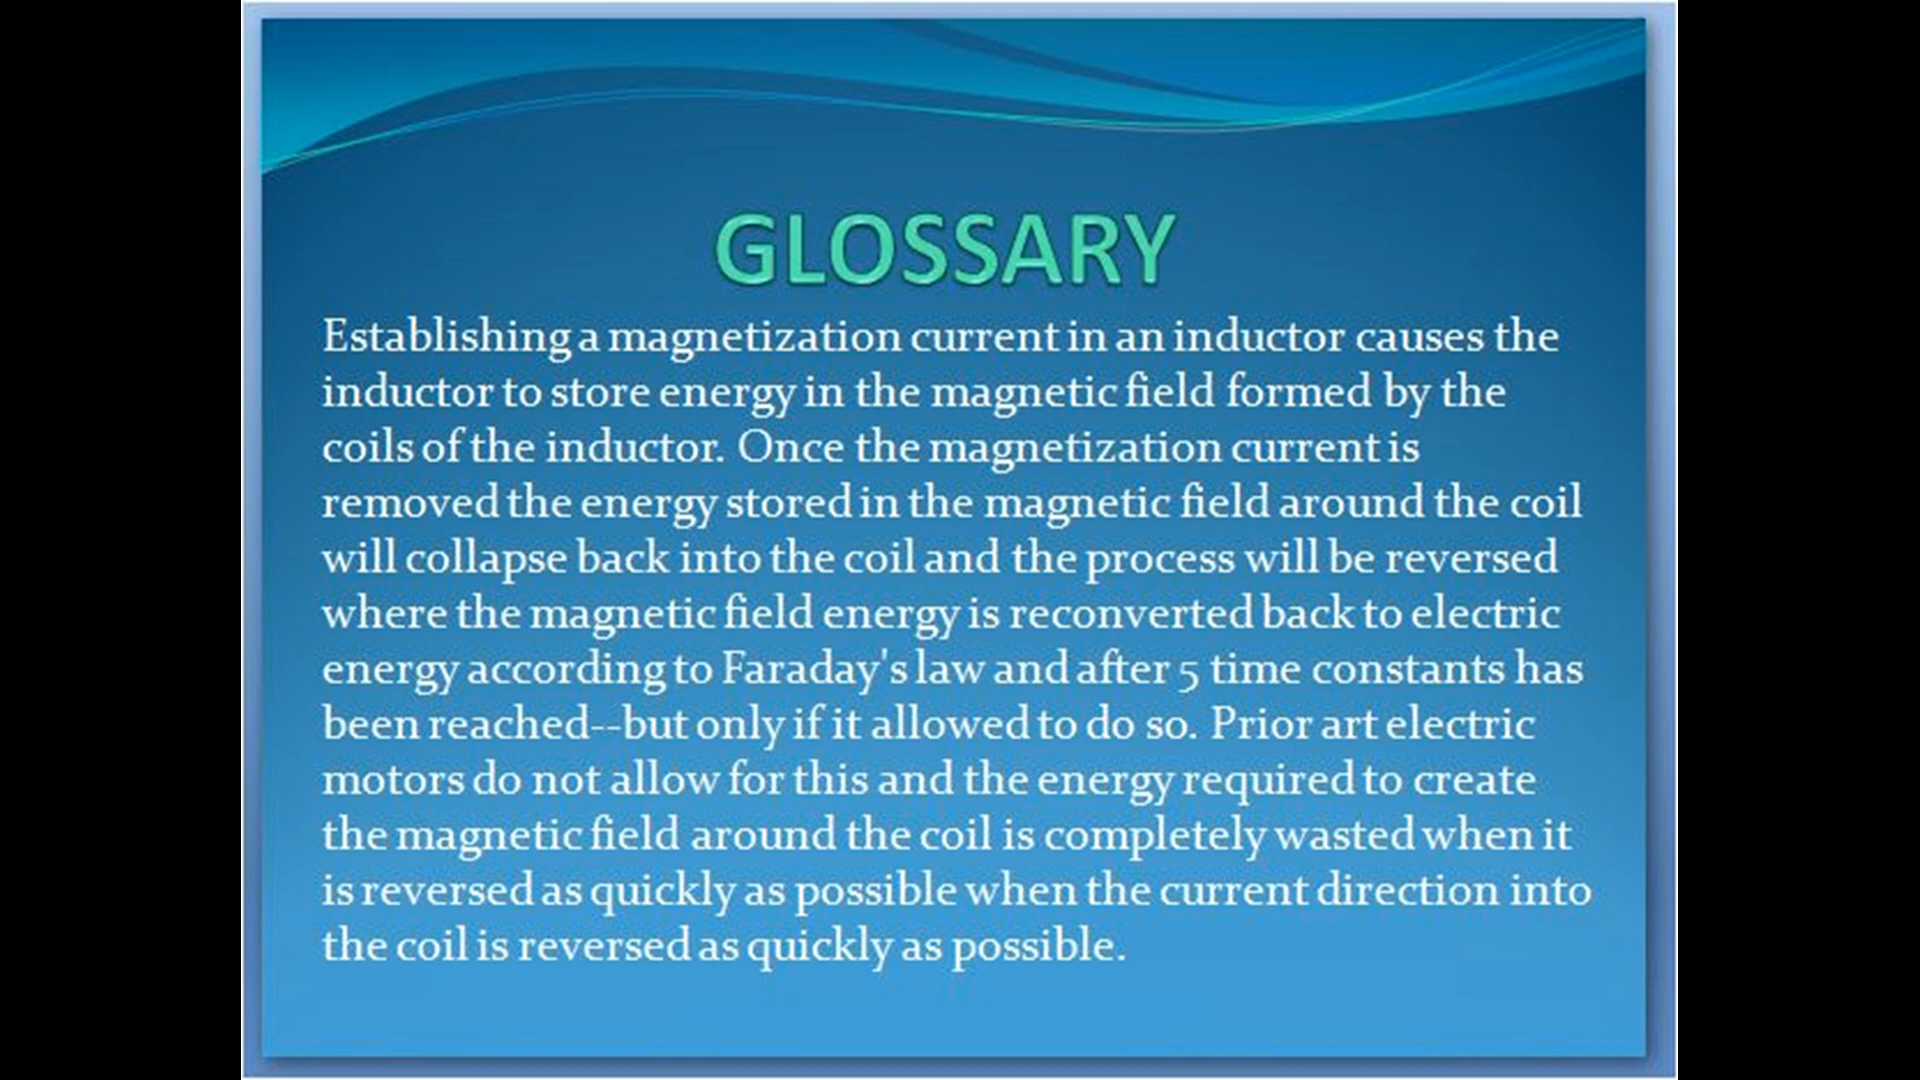 GLOSSARY
Establishing a magnetization current in an inductor causes the
inductor to store energy in the magnetic field formed by the
coils of the inductor. Once the magnetization current is
removed the energy stored in the magnetic field around the coil
will collapse back into the coil and the process will be reversed
where the magnetic field energy is reconverted back to electric
energy according to Faraday's law and after 5 time constants has
been reached--but only if it allowed to do so. Prior art electric
motors do not allow for this and the energy required to create
the magnetic field around the coil is completely wasted when it
is reversed as quickly as possible when the current direction into
the coil is reversed as quickly as possible.